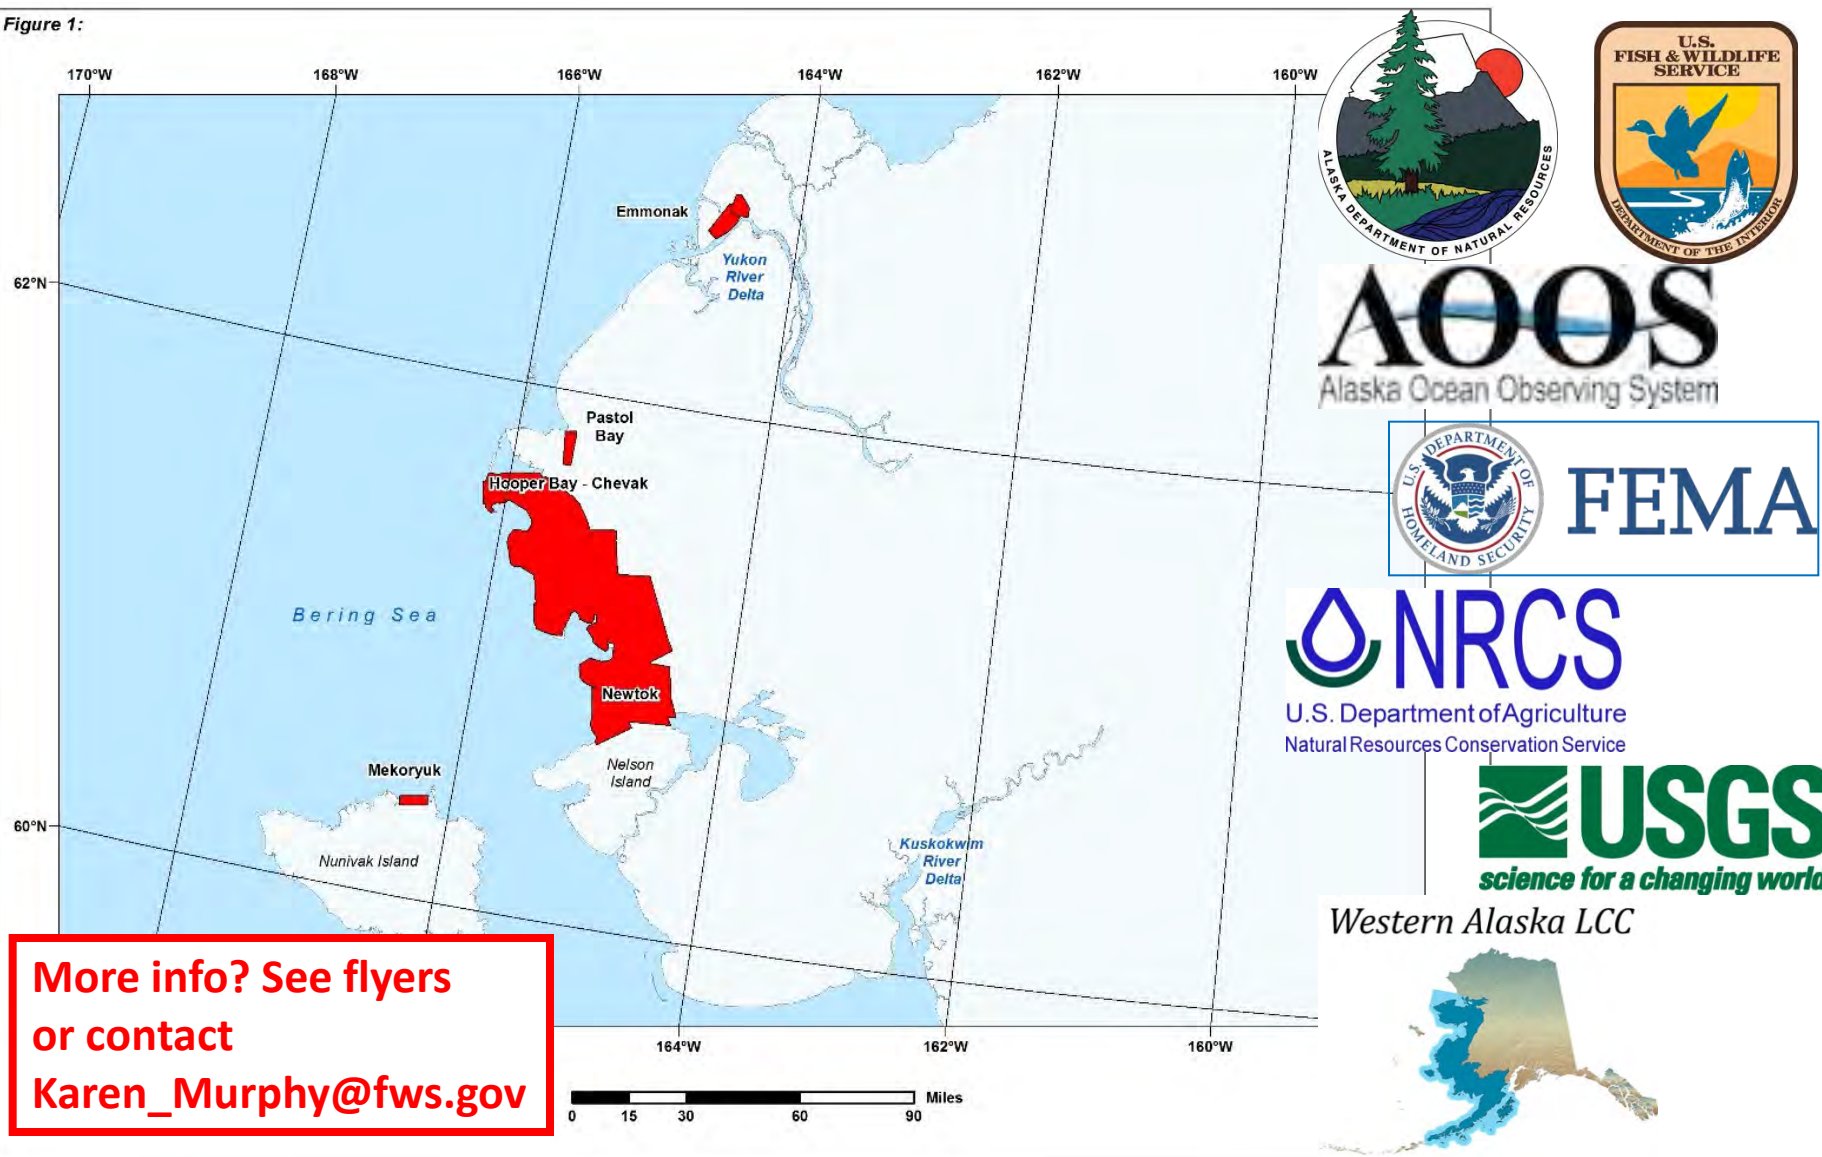 Figure 1:
170°W
168°W
166°W
164°W
162°W
160°W
62°N
60°N
Emmonak
Yukon
River
Delta
Pastol
Bay
Hooper Bay - Chevak
Bering Sea
Newtok
Nelson
Island
Mekoryuk
Nunivak Island
Kuskokwim
River
Delta
164°W
162°W
160°W
0 15 30 60 90 Miles
More info? See flyers
or contact
Karen_Murphy@fws.gov
ALASKA DEPARTMENT OF NATURAL RESOURCES
U.S.
FISH & WILDLIFE
SERVICE
DEPARTMENT OF THE INTERIOR
AOOS
Alaska Ocean Observing System
U.S. DEPARTMENT OF
HOMELAND SECURITY
FEMA
NRCS
U.S. Department of Agriculture
Natural Resources Conservation Service
USGS
science for a changing world
Western Alaska LCC